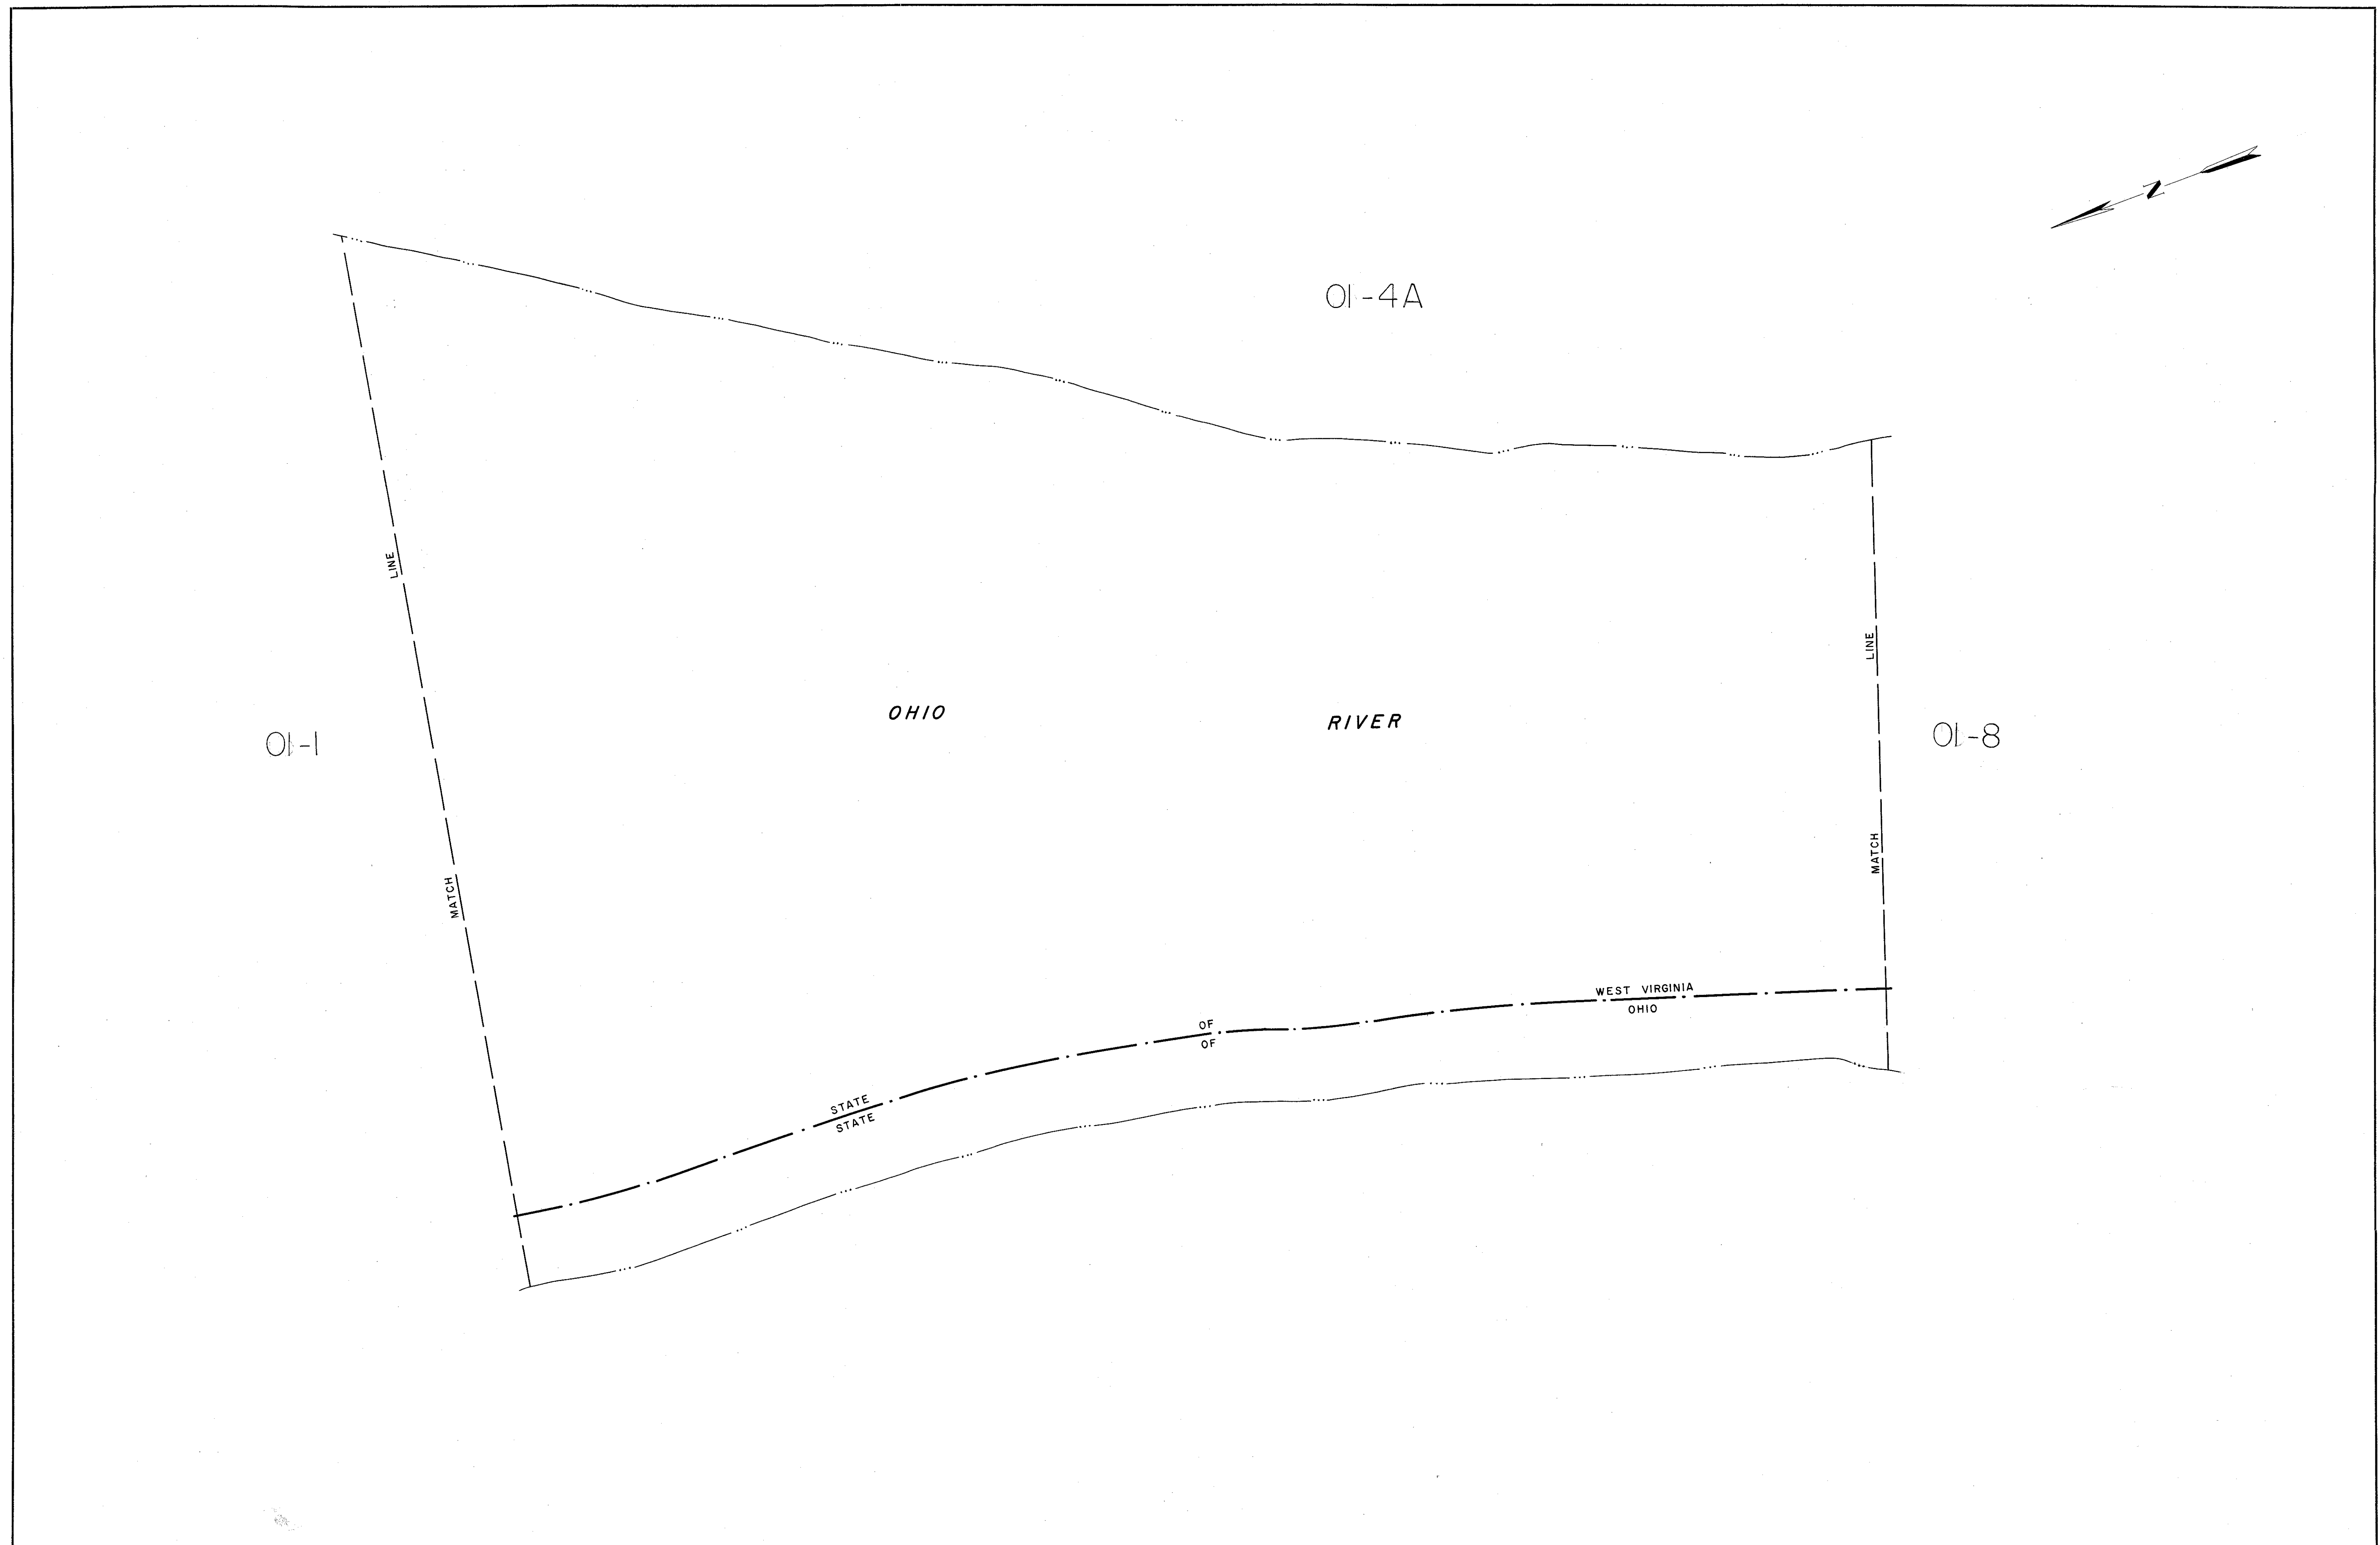 N
01-4A
LINE
LINE
OHIO RIVER
01-1
01-8
MATCH
MATCH
STATE OF WEST VIRGINIA
STATE OF OHIO